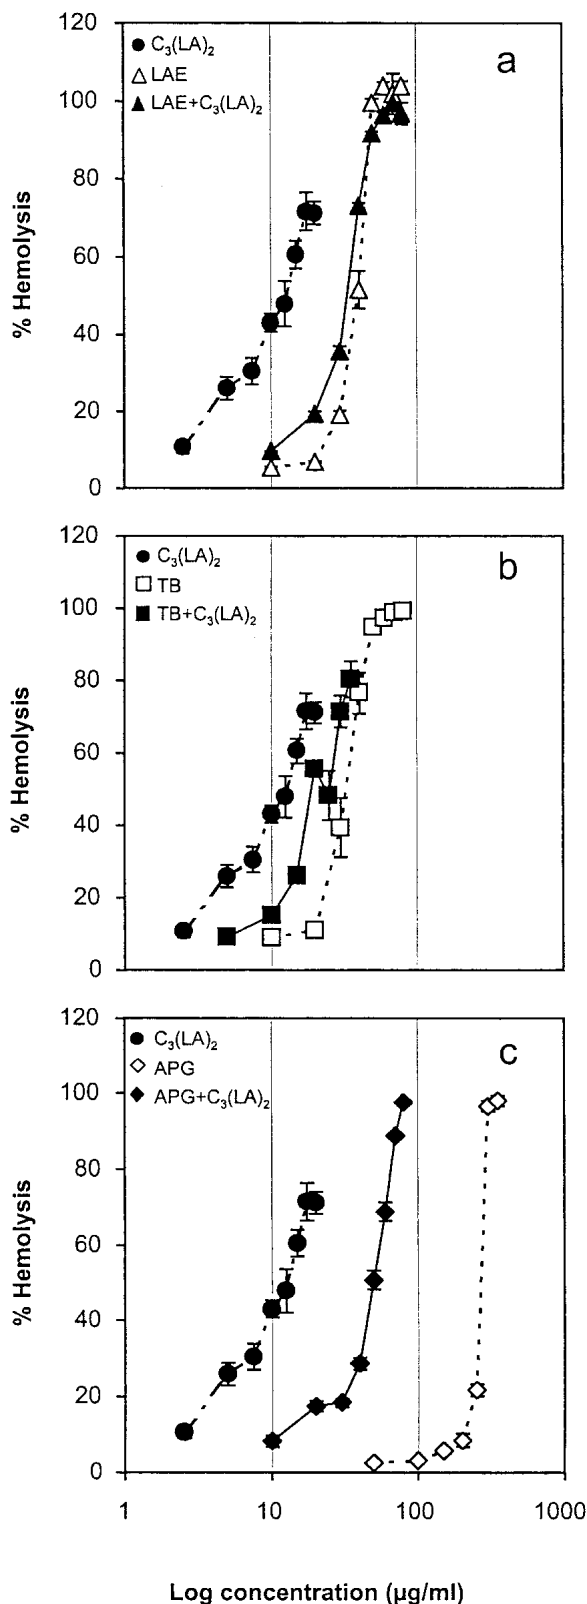 120
100
80
60
40
20
0
% Hemolysis
C₃(LA)₂
LAE
LAE+C₃(LA)₂
a
120
100
80
60
40
20
0
% Hemolysis
C₃(LA)₂
TB
TB+C₃(LA)₂
b
120
100
80
60
40
20
0
% Hemolysis
C₃(LA)₂
APG
APG+C₃(LA)₂
c
1 10 100 1000
Log concentration (µg/ml)